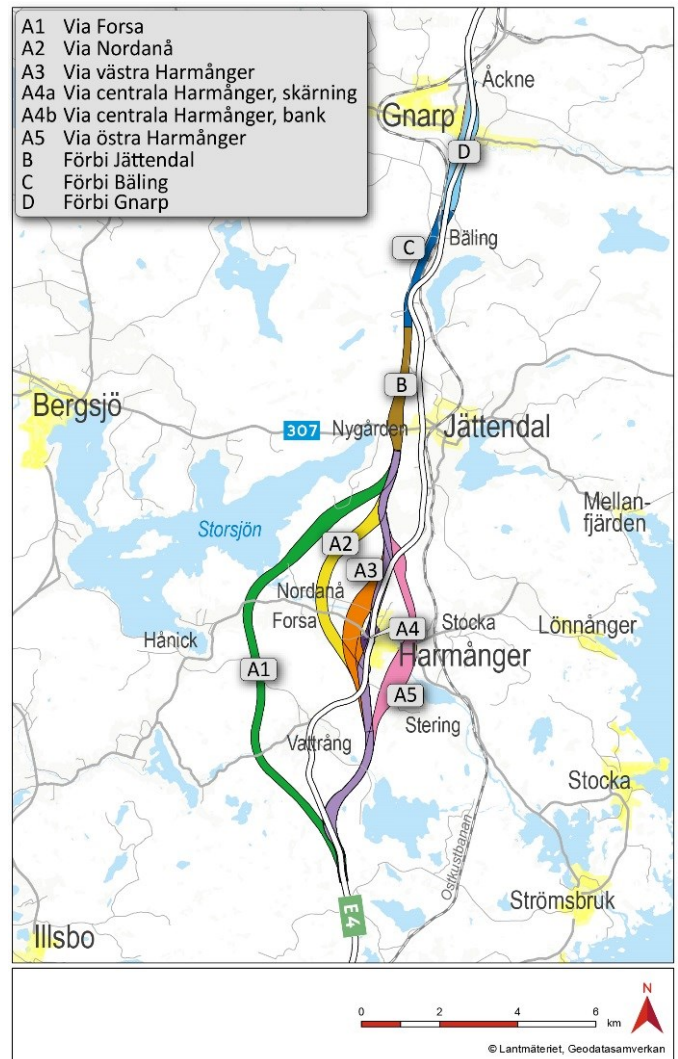 A1 Via Forsa
A2 Via Nordanå
A3 Via västra Harmånger
A4a Via centrala Harmånger, skärning
A4b Via centrala Harmånger, bank
A5 Via östra Harmånger
B Förbi Jättendal
C Förbi Bäling
D Förbi Gnarp
Åckne
Gnarp
D
C
Bäling
B
Bergsjö
307
Nygården
Jättendal
Mellan-
fjärden
Storsjön
A2
A3
Nordanå
Forsa
A4
Stocka
Lönnånger
Hånick
Harmånger
A1
A5
Stering
Vattrång
Stocka
Ostkustbanan
Strömsbruk
E4
Illsbo
N
0 2 4 6
km
© Lantmäteriet, Geodatasamverkan